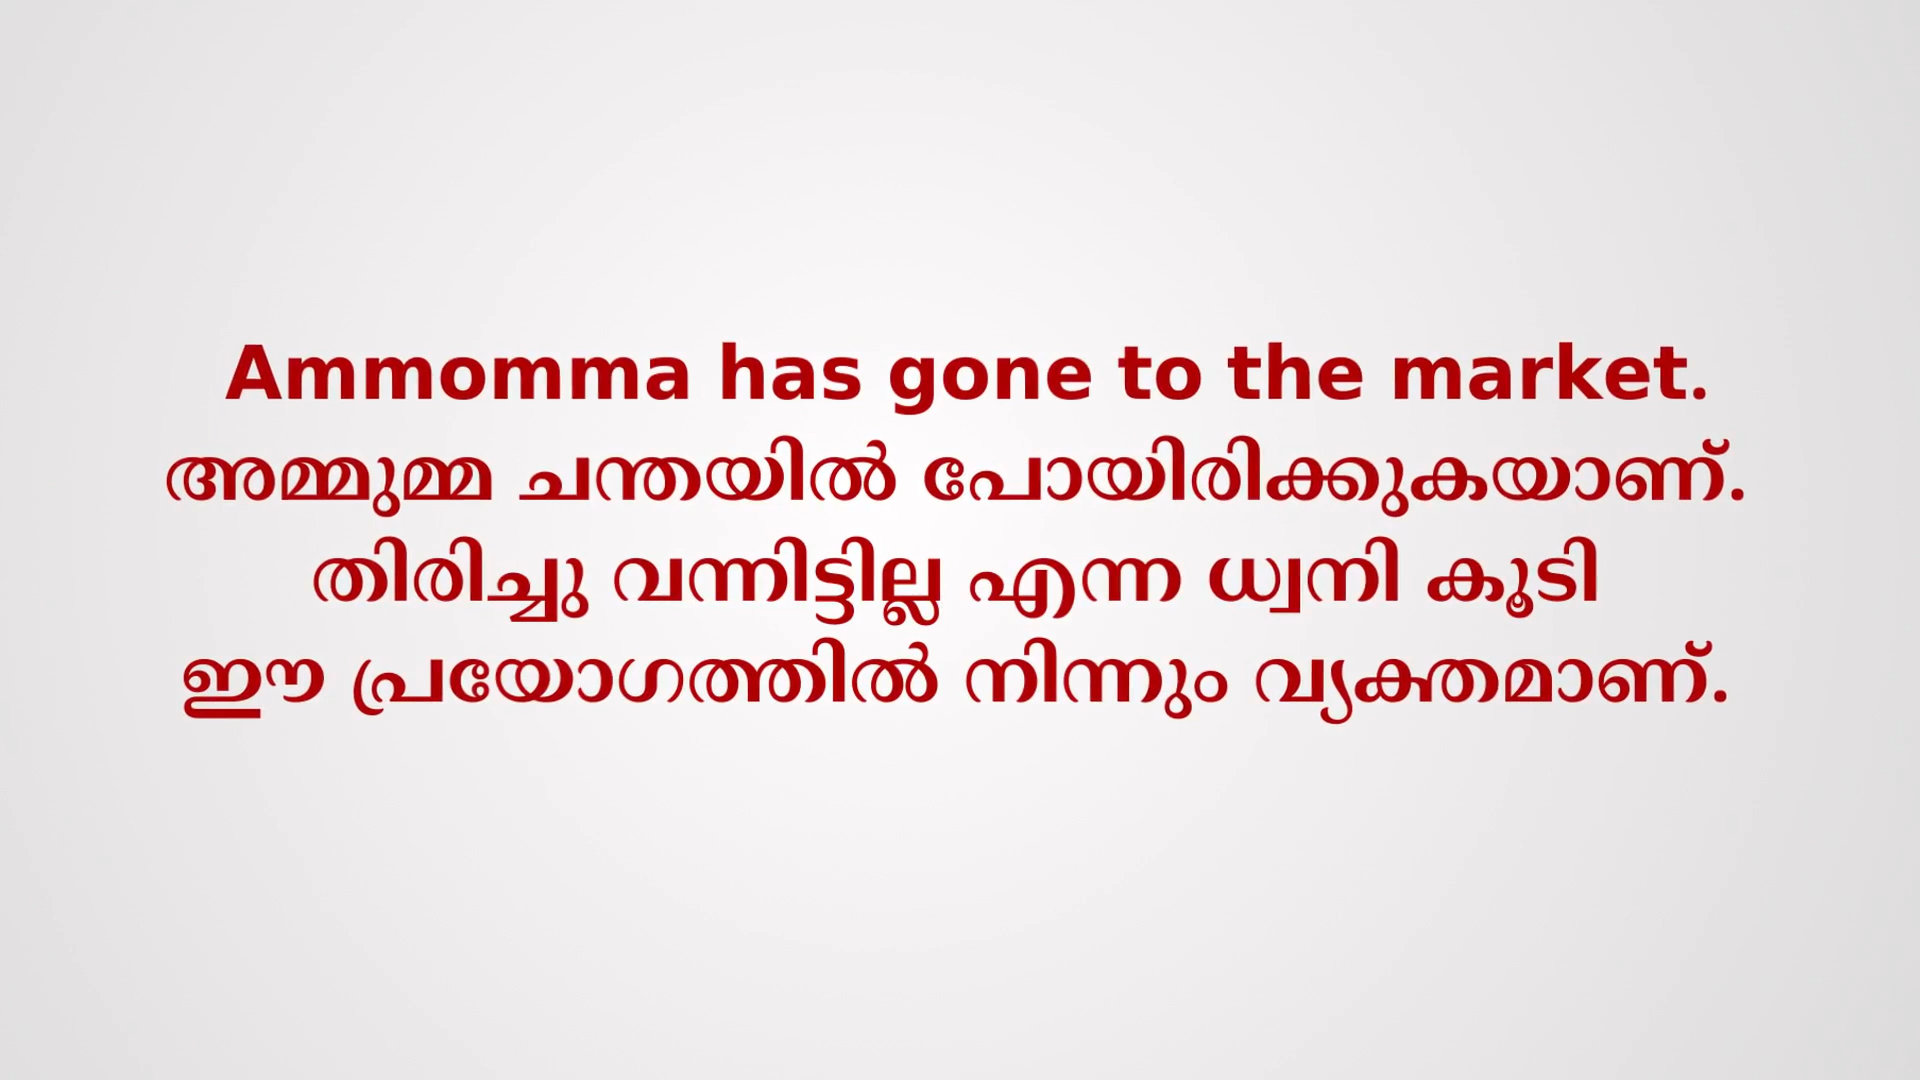 Ammomma has gone to the market.
അമ്മുമ്മ ചന്തയിൽ പോയിരിക്കുകയാണ്.
തിരിച്ചു വന്നിട്ടില്ല എന്ന ധ്വനി കൂടി
ഈ പ്രയോഗത്തിൽ നിന്നും വ്യക്തമാണ്.